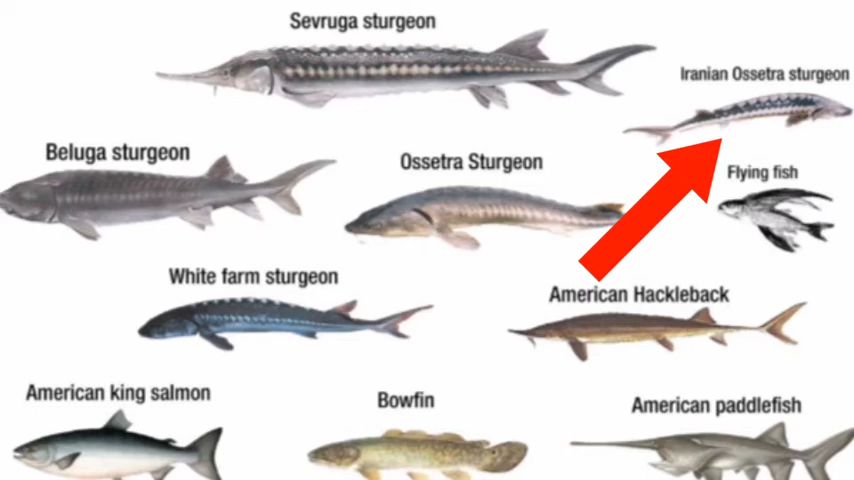 Sevruga sturgeon
Iranian Ossetra sturgeon
Beluga sturgeon
Ossetra Sturgeon
Flying fish
White farm sturgeon
American Hackleback
American king salmon
Bowfin
American paddlefish